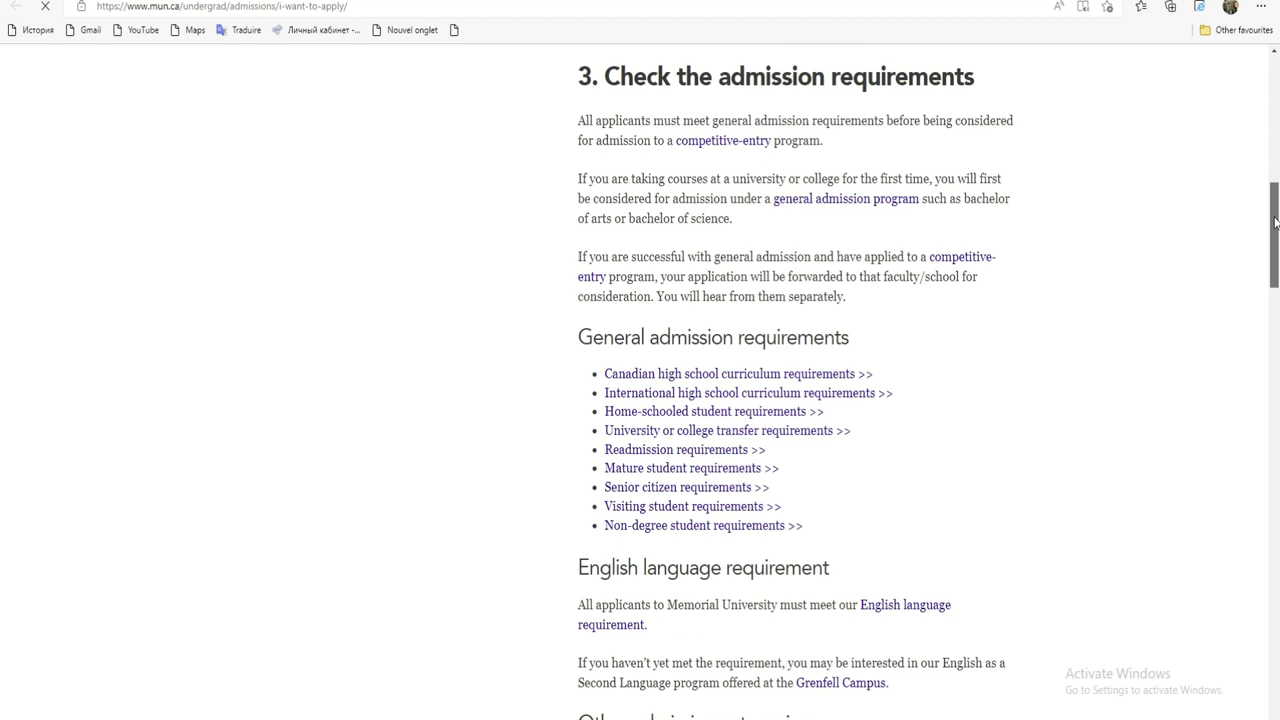 https://www.mun.ca/undergrad/admissions/i-want-to-apply/
История Gmail YouTube Maps Traduire Личный кабинет -... Nouvel onglet Other favourites
3. Check the admission requirements
All applicants must meet general admission requirements before being considered
for admission to a competitive-entry program.
If you are taking courses at a university or college for the first time, you will first
be considered for admission under a general admission program such as bachelor
of arts or bachelor of science.
If you are successful with general admission and have applied to a competitive-
entry program, your application will be forwarded to that faculty/school for
consideration. You will hear from them separately.
General admission requirements
• Canadian high school curriculum requirements >>
• International high school curriculum requirements >>
• Home-schooled student requirements >>
• University or college transfer requirements >>
• Readmission requirements >>
• Mature student requirements >>
• Senior citizen requirements >>
• Visiting student requirements >>
• Non-degree student requirements >>
English language requirement
All applicants to Memorial University must meet our English language
requirement.
If you haven't yet met the requirement, you may be interested in our English as a
Second Language program offered at the Grenfell Campus.
Activate Windows
Go to Settings to activate Windows.